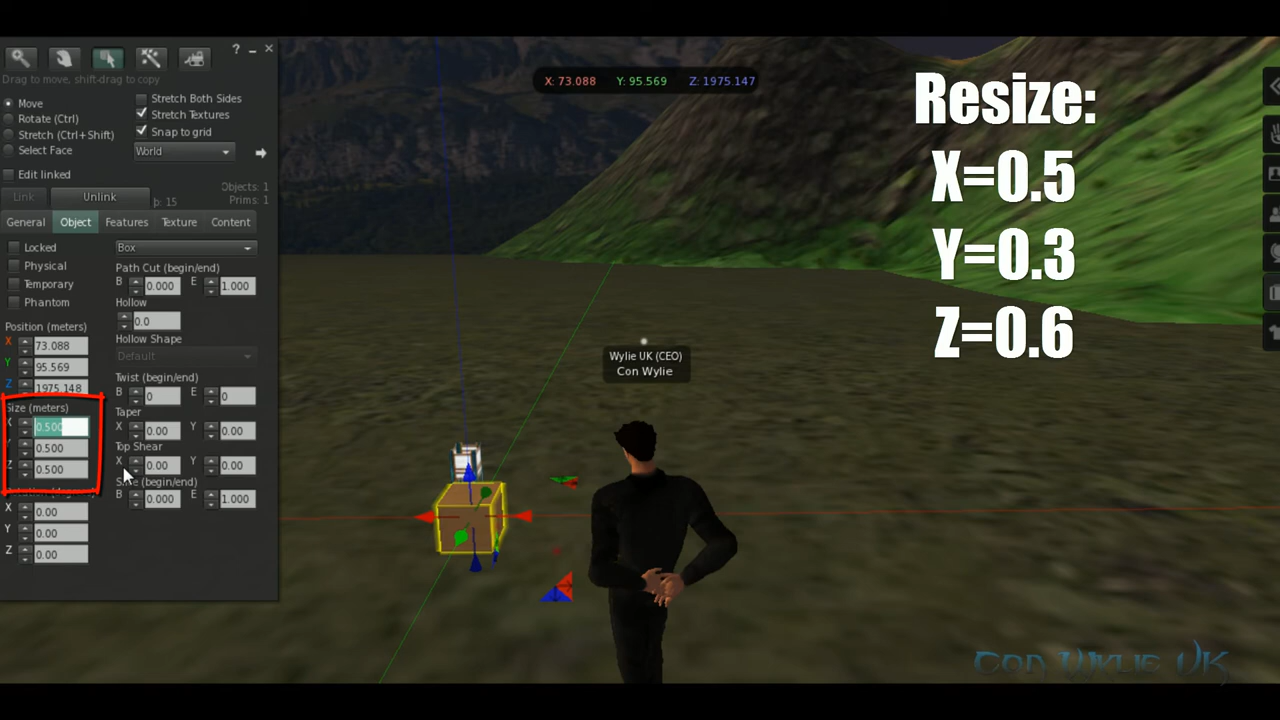 ? _ ×
Drag to move, shift-drag to copy
Move
Rotate (Ctrl)
Stretch (Ctrl+Shift)
Select Face
Stretch Both Sides
Stretch Textures
Snap to grid
World
Edit linked
Link
Unlink
Objects: 1
þ: 15 Prims: 1
General Object Features Texture Content
Locked
Physical
Temporary
Phantom
Position (meters)
X 73.088
Y 95.569
Z 1975.148
Size (meters)
0.500
0.500
0.500
X 0.00
Y 0.00
Z 0.00
Box
Path Cut (begin/end)
B 0.000 E 1.000
Hollow
0.0
Hollow Shape
Default
Twist (begin/end)
B 0 E 0
Taper
X 0.00 Y 0.00
Top Shear
X 0.00 Y 0.00
(begin/end)
B 0.000 E 1.000
X: 73.088 Y: 95.569 Z: 1975.147
Wylie UK (CEO)
Con Wylie
Resize:
X=0.5
Y=0.3
Z=0.6
Con Wylie UK